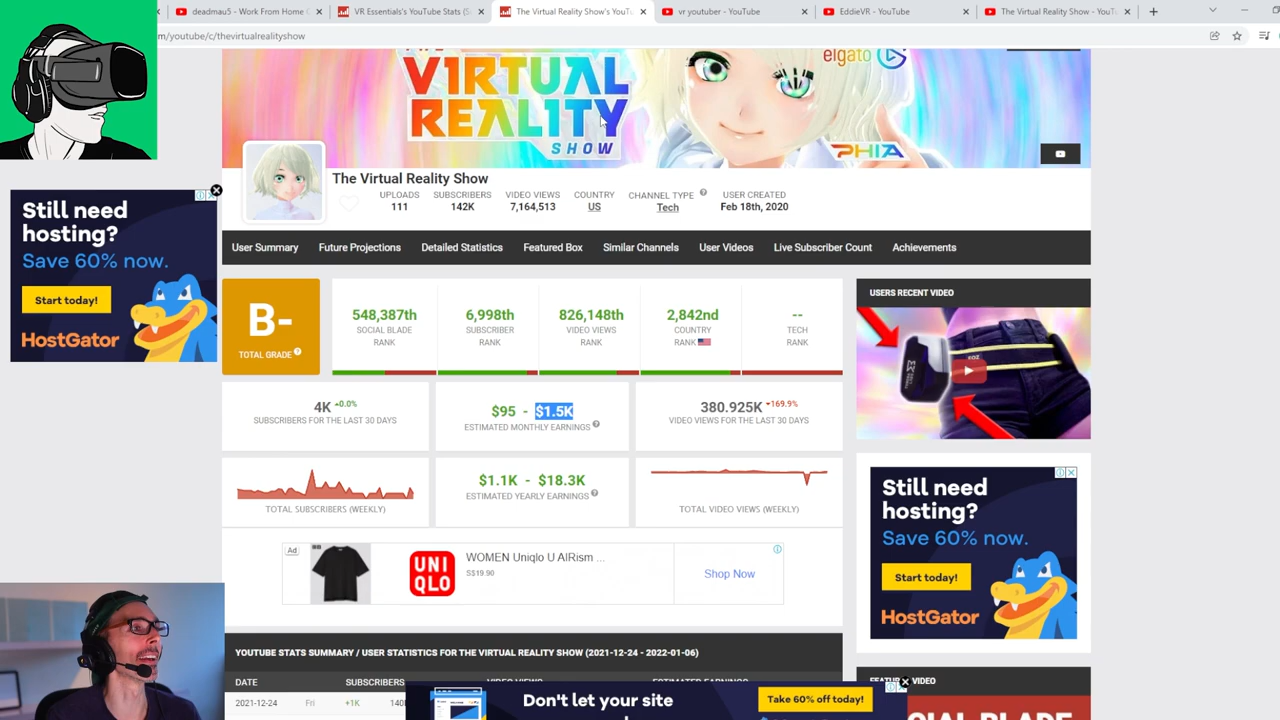 deadmau5 - Work From Home
VR Essentials's YouTube Stats (S
The Virtual Reality Show's YouTu
vr youtuber - YouTube
EddieVR - YouTube
The Virtual Reality Show - YouT
m/youtube/c/thevirtualrealityshow
VIRTUAL
REALITY
SHOW
elgato
PHIA
The Virtual Reality Show
UPLOADS
111
SUBSCRIBERS
142K
VIDEO VIEWS
7,164,513
COUNTRY
US
CHANNEL TYPE
Tech
USER CREATED
Feb 18th, 2020
Still need
hosting?
Save 60% now.
Start today!
HostGator
User Summary
Future Projections
Detailed Statistics
Featured Box
Similar Channels
User Videos
Live Subscriber Count
Achievements
B-
TOTAL GRADE
548,387th
SOCIAL BLADE
RANK
6,998th
SUBSCRIBER
RANK
826,148th
VIDEO VIEWS
RANK
2,842nd
COUNTRY
RANK
--
TECH
RANK
USERS RECENT VIDEO
4K +0.0%
SUBSCRIBERS FOR THE LAST 30 DAYS
$95 - $1.5K
ESTIMATED MONTHLY EARNINGS
380.925K -169.9%
VIDEO VIEWS FOR THE LAST 30 DAYS
TOTAL SUBSCRIBERS (WEEKLY)
$1.1K - $18.3K
ESTIMATED YEARLY EARNINGS
TOTAL VIDEO VIEWS (WEEKLY)
Still need
hosting?
Save 60% now.
Start today!
HostGator
Ad
UNI
QLO
WOMEN Uniqlo U AIRism ...
S$19.90
Shop Now
YOUTUBE STATS SUMMARY / USER STATISTICS FOR THE VIRTUAL REALITY SHOW (2021-12-24 - 2022-01-06)
DATE
SUBSCRIBERS
2021-12-24
Fri
+1K
Don't let your site
Take 60% off today!